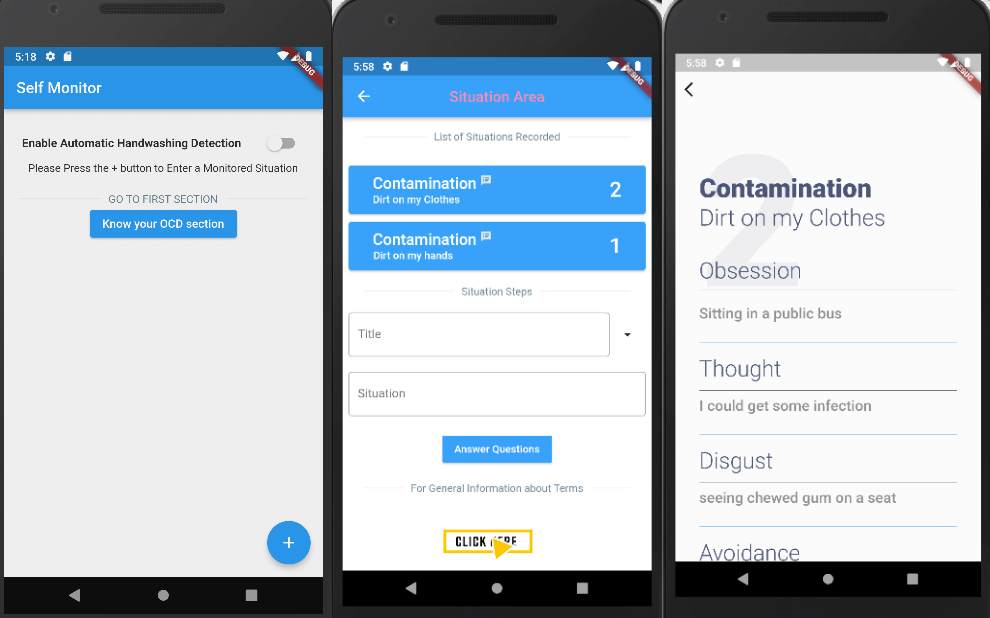 5:18
DEBUG
Self Monitor
Enable Automatic Handwashing Detection
Please Press the + button to Enter a Monitored Situation
GO TO FIRST SECTION
Know your OCD section
+
5:58
DEBUG
Situation Area
List of Situations Recorded
Contamination
2
Dirt on my Clothes
Contamination
1
Dirt on my hands
Situation Steps
Title
Situation
Answer Questions
For General Information about Terms
CLICK HERE
5:58
DEBUG
2
Contamination
Dirt on my Clothes
Obsession
Sitting in a public bus
Thought
I could get some infection
Disgust
seeing chewed gum on a seat
Avoidance